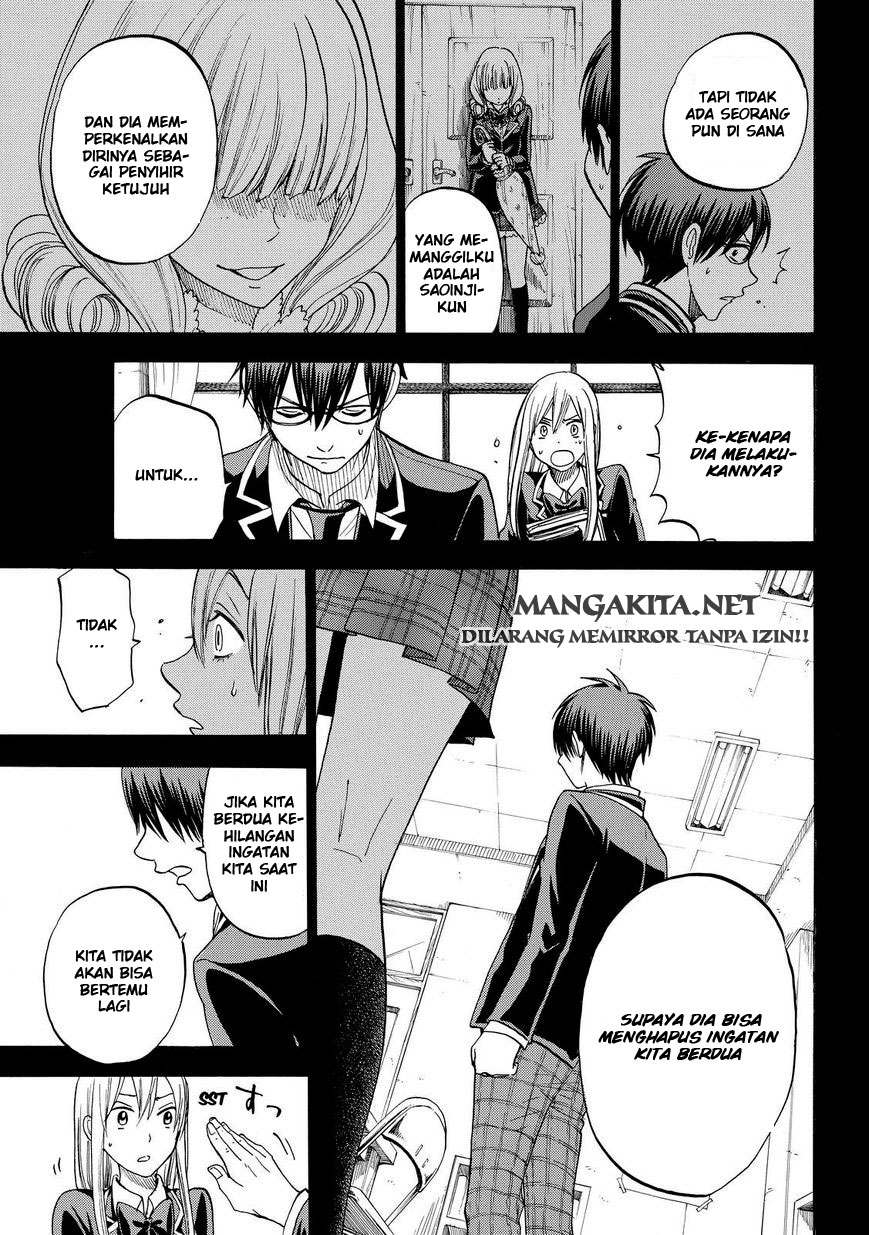 TAPI TIDAK
ADA SEORANG
PUN DI SANA
YANG ME-
MANGGILKU
ADALAH
SAOINJI-
KUN
DAN DIA MEM-
PERKENALKAN
DIRINYA SEBA-
GAI PENYIHIR
KETUJUH
KE-KENAPA
DIA MELAKU-
KANNYA?
UNTUK...
MANGAKITA.NET
DILARANG MEMIRROR TANPA IZIN!!
SUPAYA DIA BISA
MENGHAPUS INGATAN
KITA BERDUA
TIDAK
...
JIKA KITA
BERDUA KE-
HILANGAN
INGATAN
KITA SAAT
INI
KITA TIDAK
AKAN BISA
BERTEMU
LAGI
すっ
SST